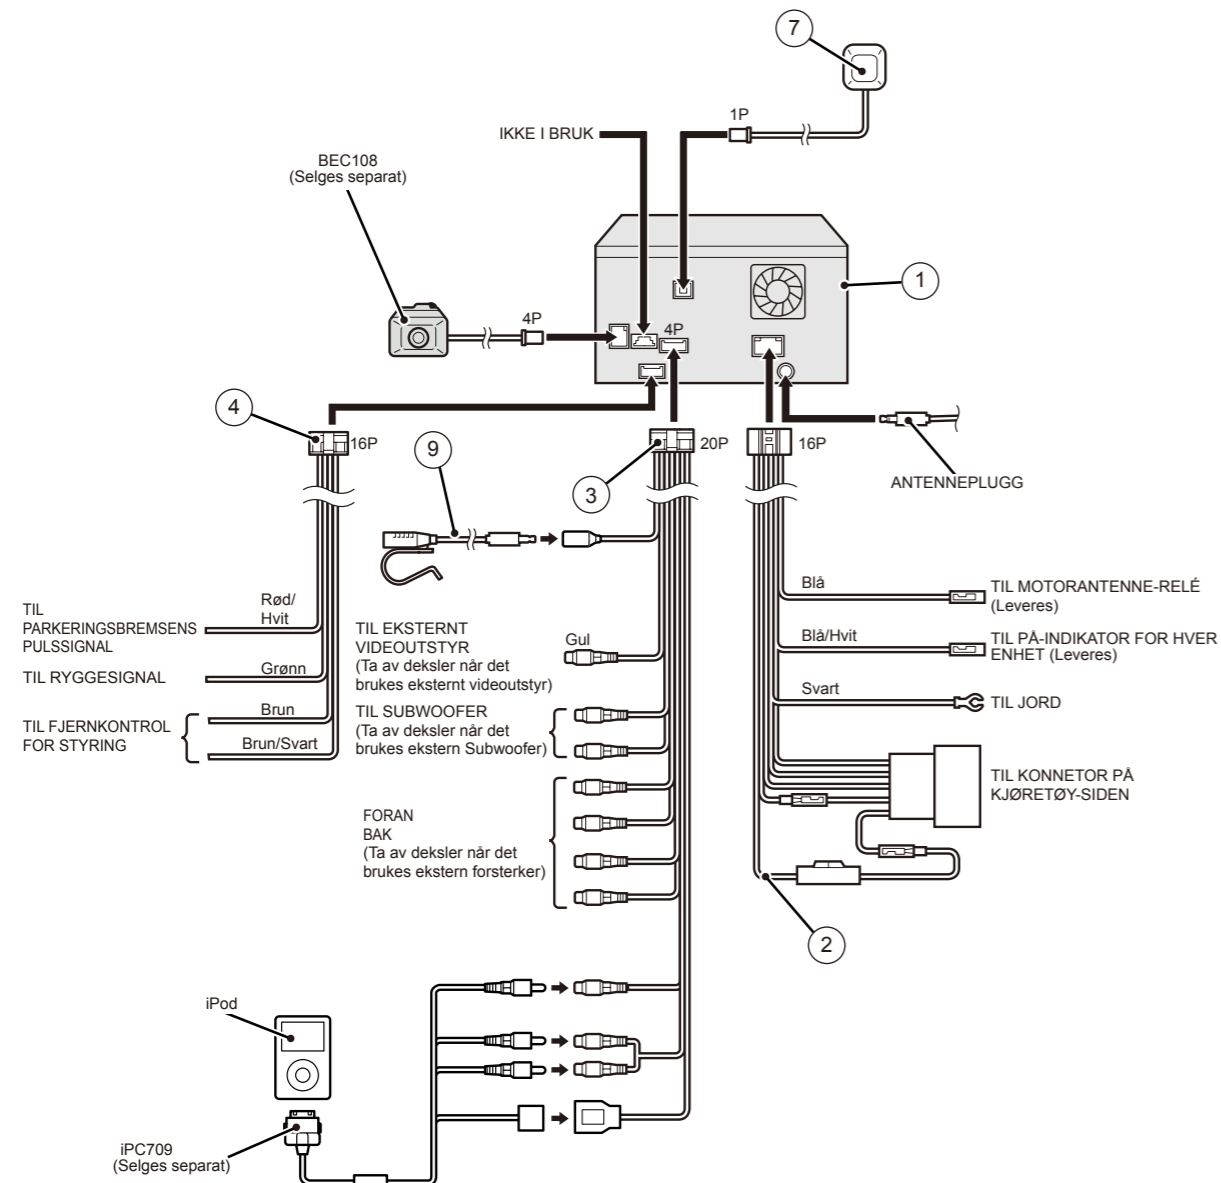 7
1P
IKKE I BRUK
BEC108
(Selges separat)
1
4P
4P
4
16P
9
3
20P
16P
ANTENNEPLUGG
Blå
TIL MOTORANTENNE-RELÉ
(Leveres)
Rød/
Hvit
TIL
PARKERINGSBREMSENS
PULSSIGNAL
TIL EKSTERNT
VIDEOUTSTYR
(Ta av deksler når det
brukes eksternt videoutstyr)
Gul
Blå/Hvit
TIL PÅ-INDIKATOR FOR HVER
ENHET (Leveres)
TIL RYGGESIGNAL
Grønn
Svart
TIL JORD
TIL FJERNKONTROL
FOR STYRING
Brun
Brun/Svart
TIL SUBWOOFER
(Ta av deksler når det
brukes ekstern Subwoofer)
TIL KONNETOR PÅ
KJØRETØY-SIDEN
FORAN
BAK
(Ta av deksler når det
brukes ekstern forsterker)
2
iPod
iPC709
(Selges separat)